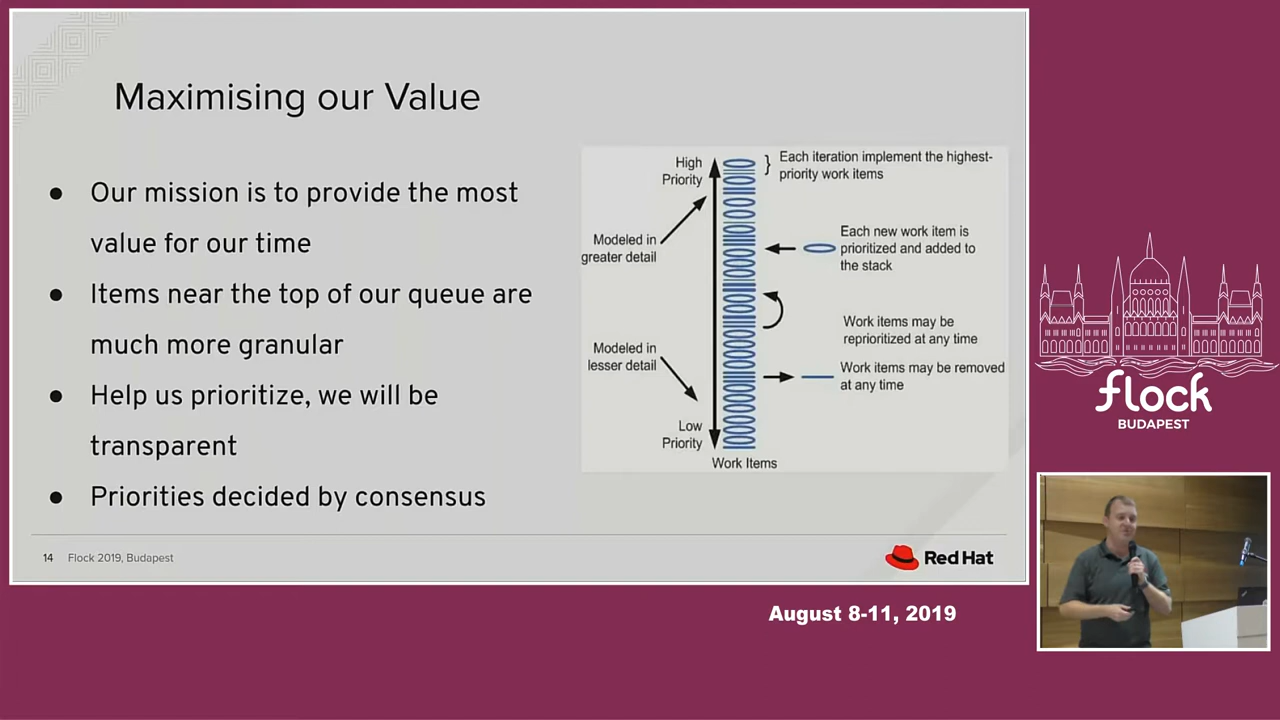 Maximising our Value
● Our mission is to provide the most
value for our time
● Items near the top of our queue are
much more granular
● Help us prioritize, we will be
transparent
● Priorities decided by consensus
High
Priority
Each iteration implement the highest-
priority work items
Modeled in
greater detail
Each new work item is
prioritized and added to
the stack
Work items may be
reprioritized at any time
Modeled in
lesser detail
Work items may be removed
at any time
Low
Priority
Work Items
14 Flock 2019, Budapest
Red Hat
flock
BUDAPEST
August 8-11, 2019